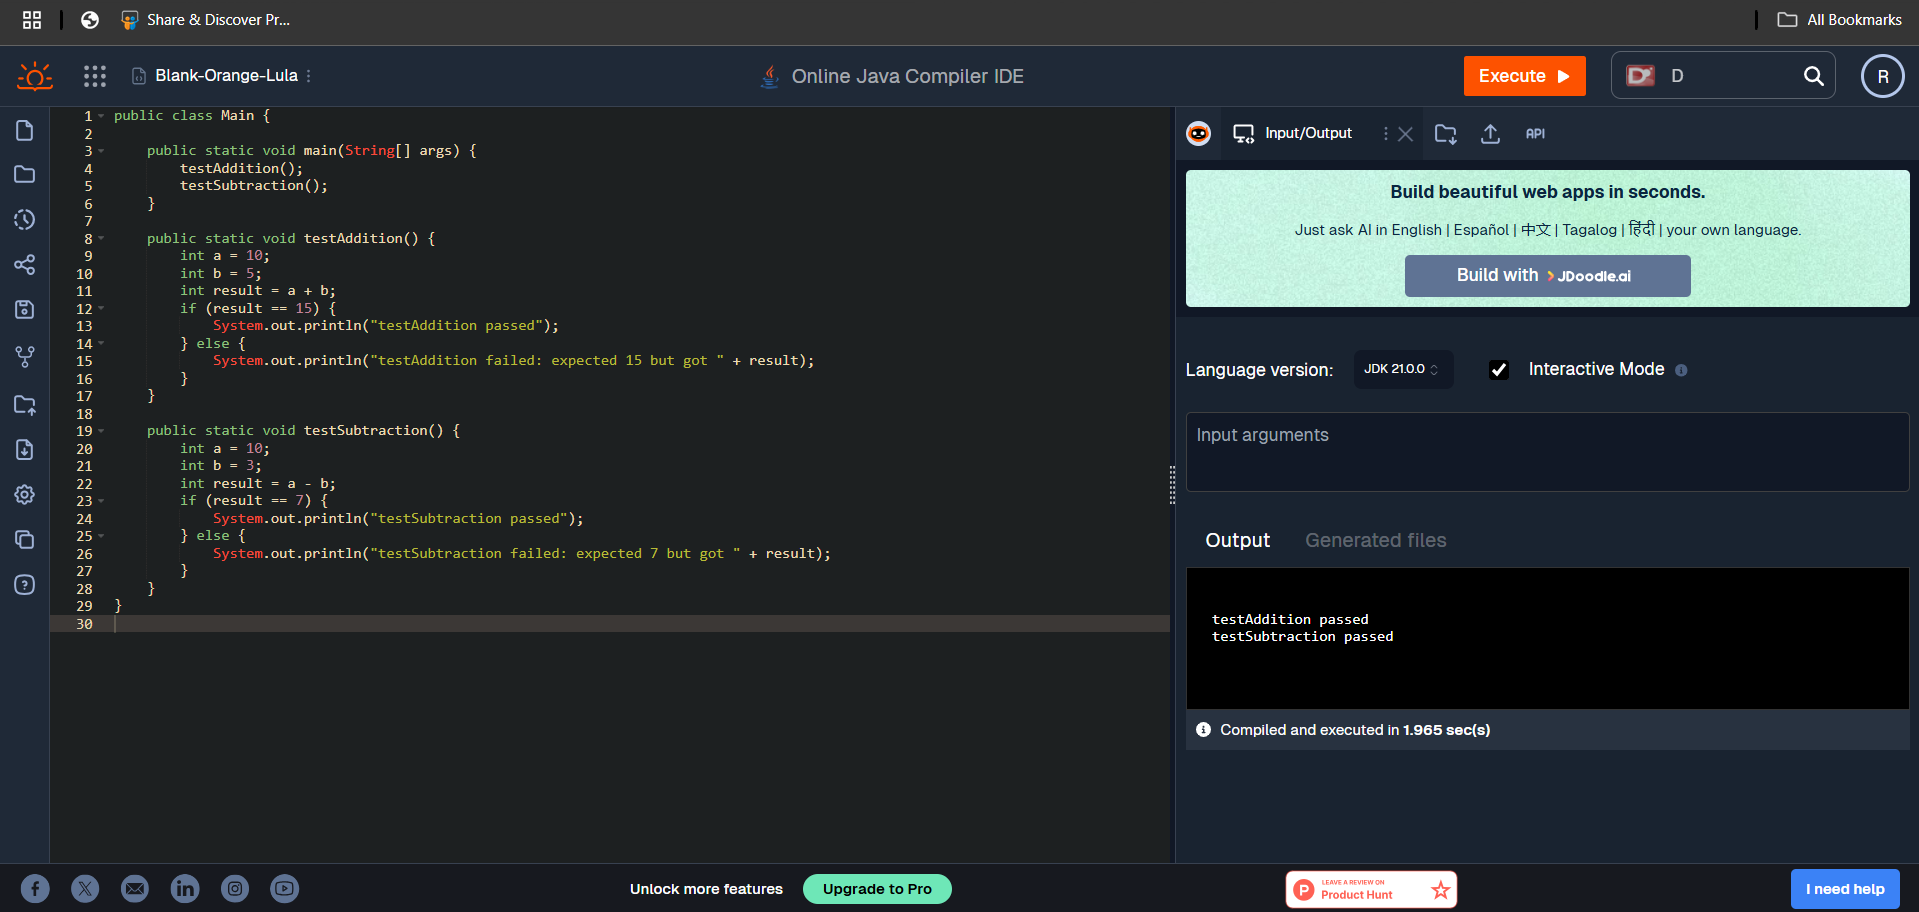 Share & Discover Pr...
All Bookmarks
Blank-Orange-Lula
Online Java Compiler IDE
Execute
D
R
1 public class Main {
2
3     public static void main(String[] args) {
4         testAddition();
5         testSubtraction();
6     }
7
8     public static void testAddition() {
9         int a = 10;
10         int b = 5;
11         int result = a + b;
12         if (result == 15) {
13             System.out.println("testAddition passed");
14         } else {
15             System.out.println("testAddition failed: expected 15 but got " + result);
16         }
17     }
18
19     public static void testSubtraction() {
20         int a = 10;
21         int b = 3;
22         int result = a - b;
23         if (result == 7) {
24             System.out.println("testSubtraction passed");
25         } else {
26             System.out.println("testSubtraction failed: expected 7 but got " + result);
27         }
28     }
29 }
30
Input/Output
API
Build beautiful web apps in seconds.
Just ask AI in English | Español | 中文 | Tagalog | हिंदी | your own language.
Build with JDoodle.ai
Language version: JDK 21.0.0 Interactive Mode
Input arguments
Output Generated files
testAddition passed
testSubtraction passed
Compiled and executed in 1.965 sec(s)
Unlock more features Upgrade to Pro
LEAVE A REVIEW ON
Product Hunt
I need help